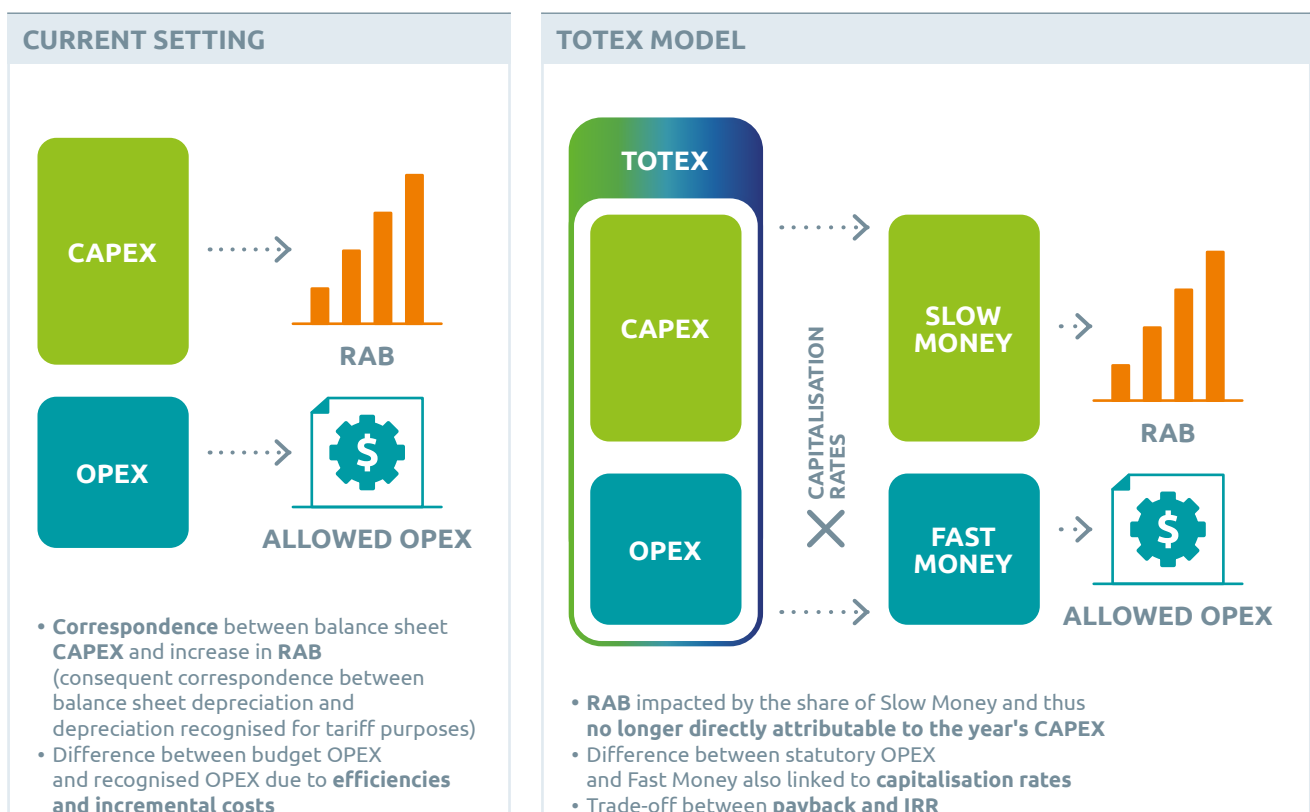 CURRENT SETTING
CAPEX
RAB
OPEX
$
ALLOWED OPEX
• Correspondence between balance sheet
CAPEX and increase in RAB
(consequent correspondence between
balance sheet depreciation and
depreciation recognised for tariff purposes)
• Difference between budget OPEX
and recognised OPEX due to efficiencies
and incremental costs
TOTEX MODEL
TOTEX
CAPEX
OPEX
CAPITALISATION
RATES
SLOW
MONEY
RAB
FAST
MONEY
$
ALLOWED OPEX
• RAB impacted by the share of Slow Money and thus
no longer directly attributable to the year's CAPEX
• Difference between statutory OPEX
and Fast Money also linked to capitalisation rates
• Trade-off between payback and IRR